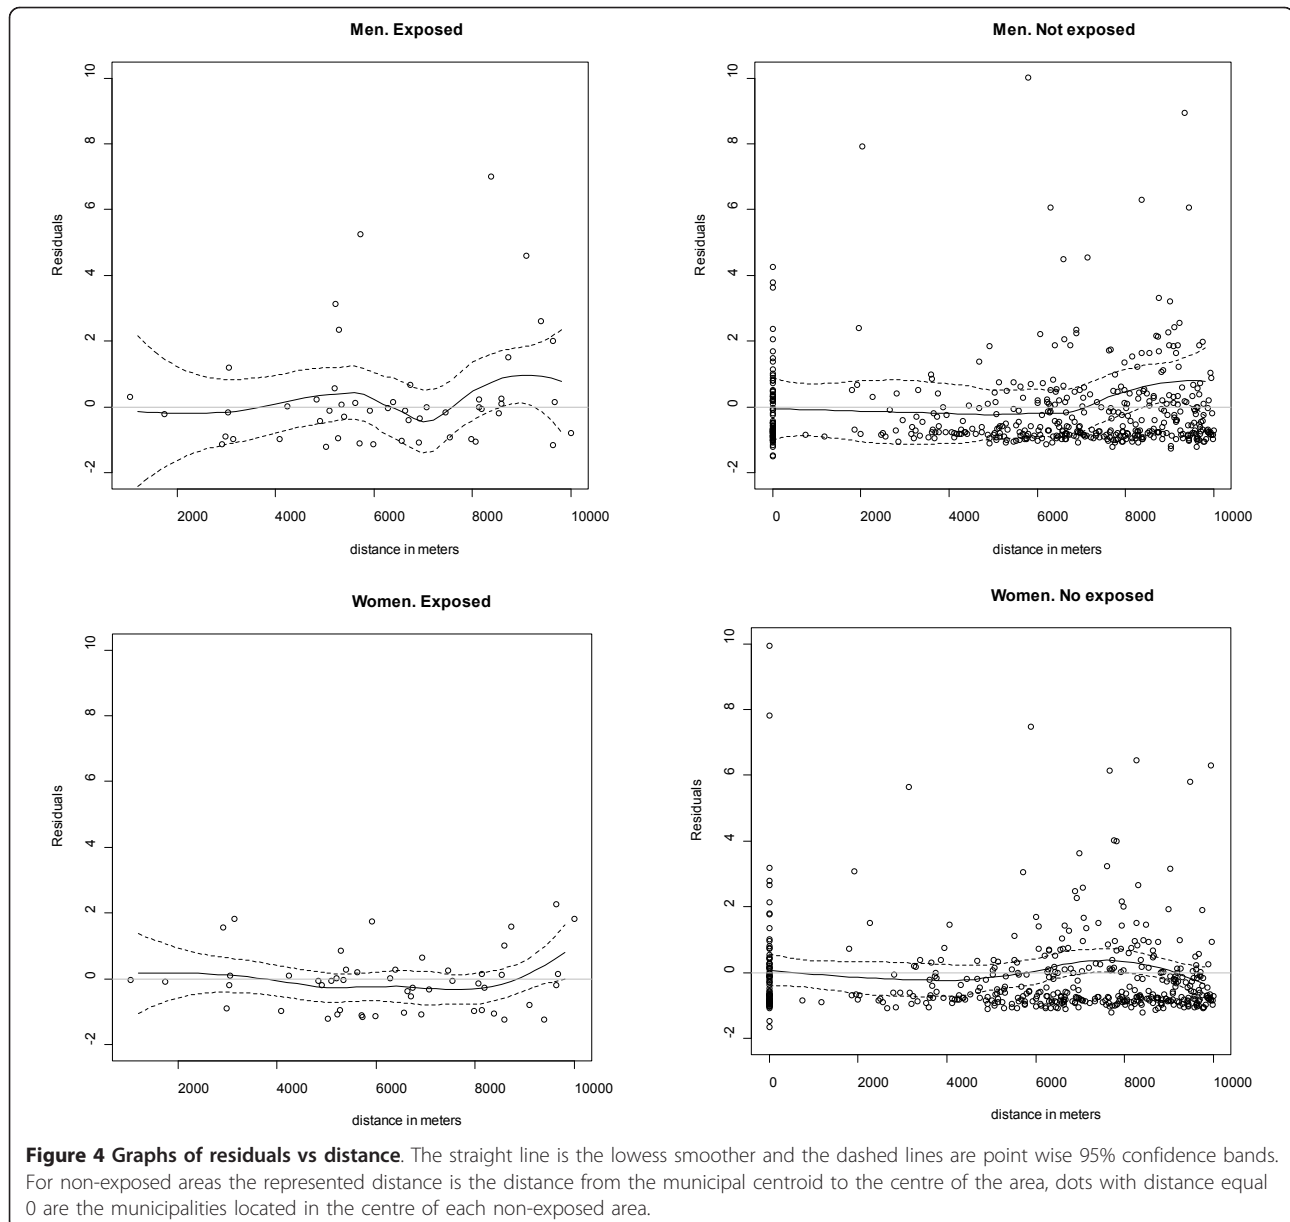 Men. Exposed
Residuals
10
8
6
4
2
0
-2
2000 4000 6000 8000 10000
distance in meters
Men. Not exposed
Residuals
10
8
6
4
2
0
-2
0 2000 4000 6000 8000 10000
distance in meters
Women. Exposed
Residuals
10
8
6
4
2
0
-2
2000 4000 6000 8000 10000
distance in meters
Women. No exposed
Residuals
10
8
6
4
2
0
-2
0 2000 4000 6000 8000 10000
distance in meters
Figure 4 Graphs of residuals vs distance. The straight line is the lowess smoother and the dashed lines are point wise 95% confidence bands.
For non-exposed areas the represented distance is the distance from the municipal centroid to the centre of the area, dots with distance equal
0 are the municipalities located in the centre of each non-exposed area.